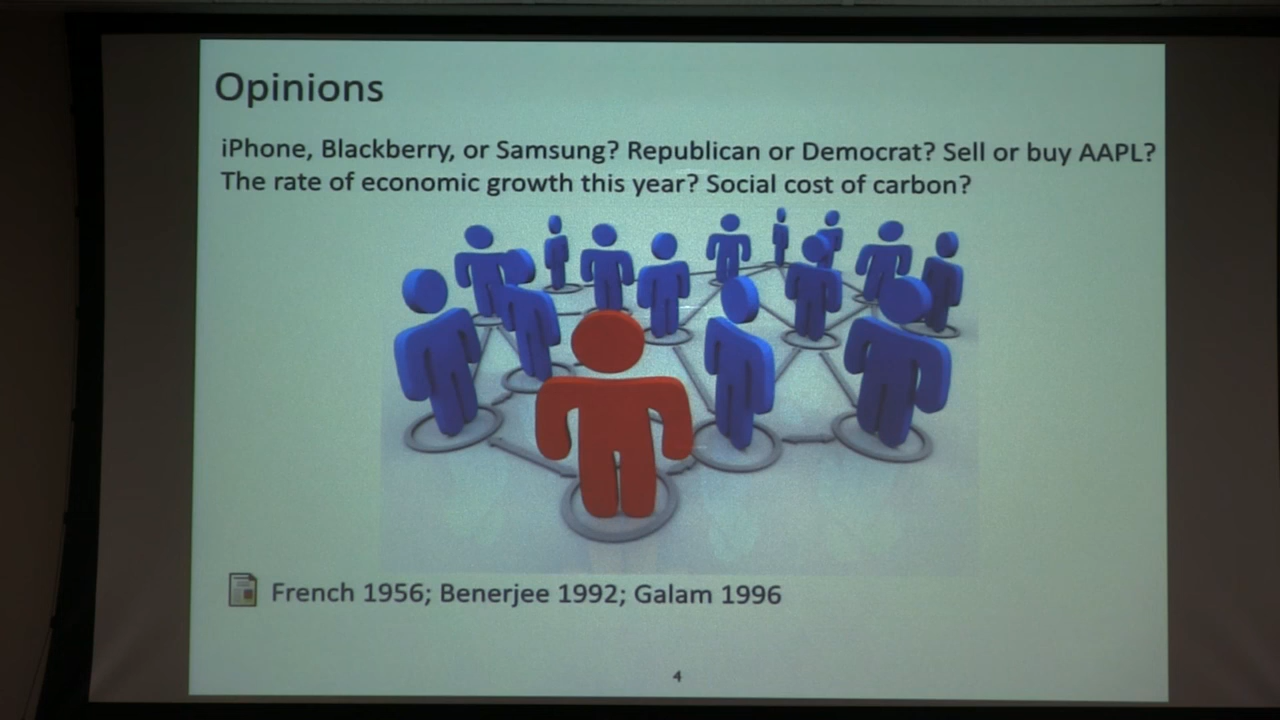 Opinions
iPhone, Blackberry, or Samsung? Republican or Democrat? Sell or buy AAPL?
The rate of economic growth this year? Social cost of carbon?
French 1956; Benerjee 1992; Galam 1996
4